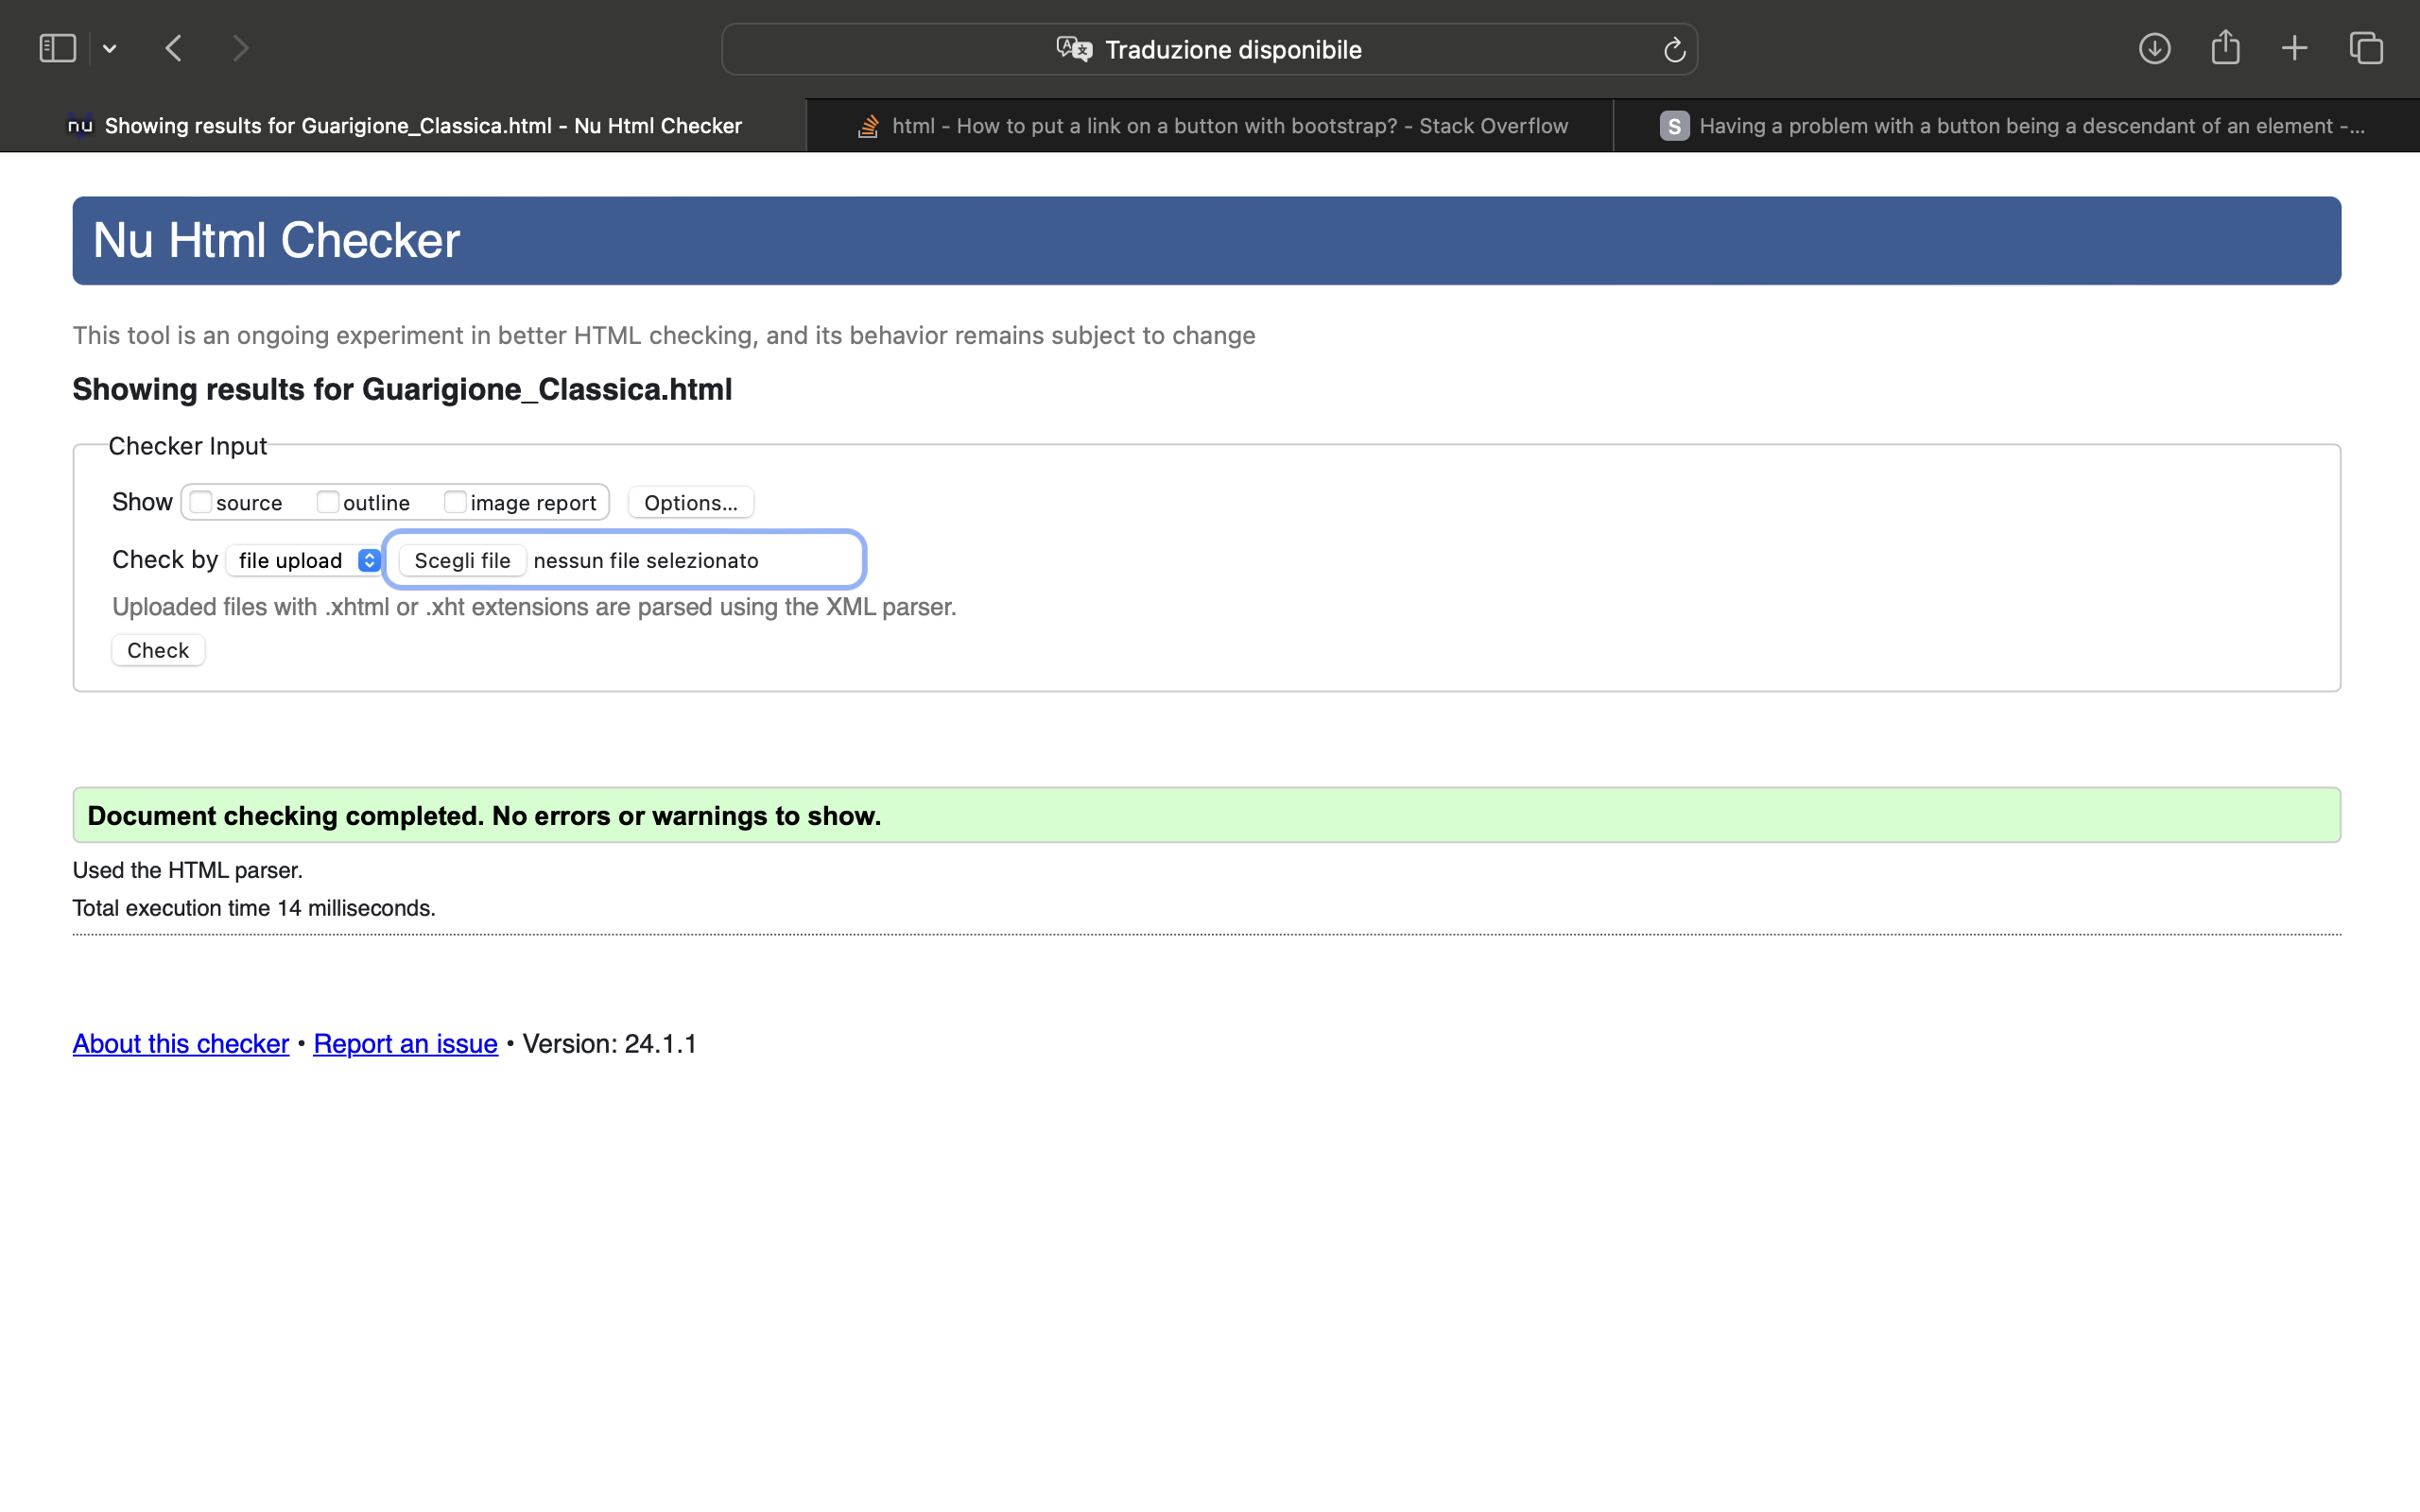 Traduzione disponibile
nu Showing results for Guarigione_Classica.html - Nu Html Checker
html - How to put a link on a button with bootstrap? - Stack Overflow
S Having a problem with a button being a descendant of an element -...
Nu Html Checker
This tool is an ongoing experiment in better HTML checking, and its behavior remains subject to change
Showing results for Guarigione_Classica.html
Checker Input
Show source outline image report Options...
Check by file upload Scegli file nessun file selezionato
Uploaded files with .xhtml or .xht extensions are parsed using the XML parser.
Check
Document checking completed. No errors or warnings to show.
Used the HTML parser.
Total execution time 14 milliseconds.
About this checker • Report an issue • Version: 24.1.1